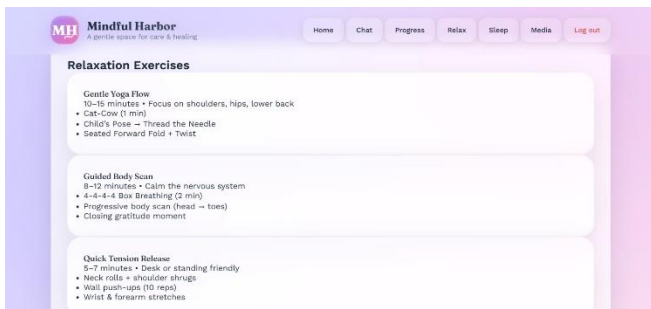 MH
Mindful Harbor
A gentle space for care & healing
Home
Chat
Progress
Relax
Sleep
Media
Log out
Relaxation Exercises
Gentle Yoga Flow
10–15 minutes • Focus on shoulders, hips, lower back
• Cat-Cow (1 min)
• Child's Pose → Thread the Needle
• Seated Forward Fold + Twist
Guided Body Scan
8–12 minutes • Calm the nervous system
• 4-4-4-4 Box Breathing (2 min)
• Progressive body scan (head → toes)
• Closing gratitude moment
Quick Tension Release
5–7 minutes • Desk or standing friendly
• Neck rolls + shoulder shrugs
• Wall push-ups (10 reps)
• Wrist & forearm stretches